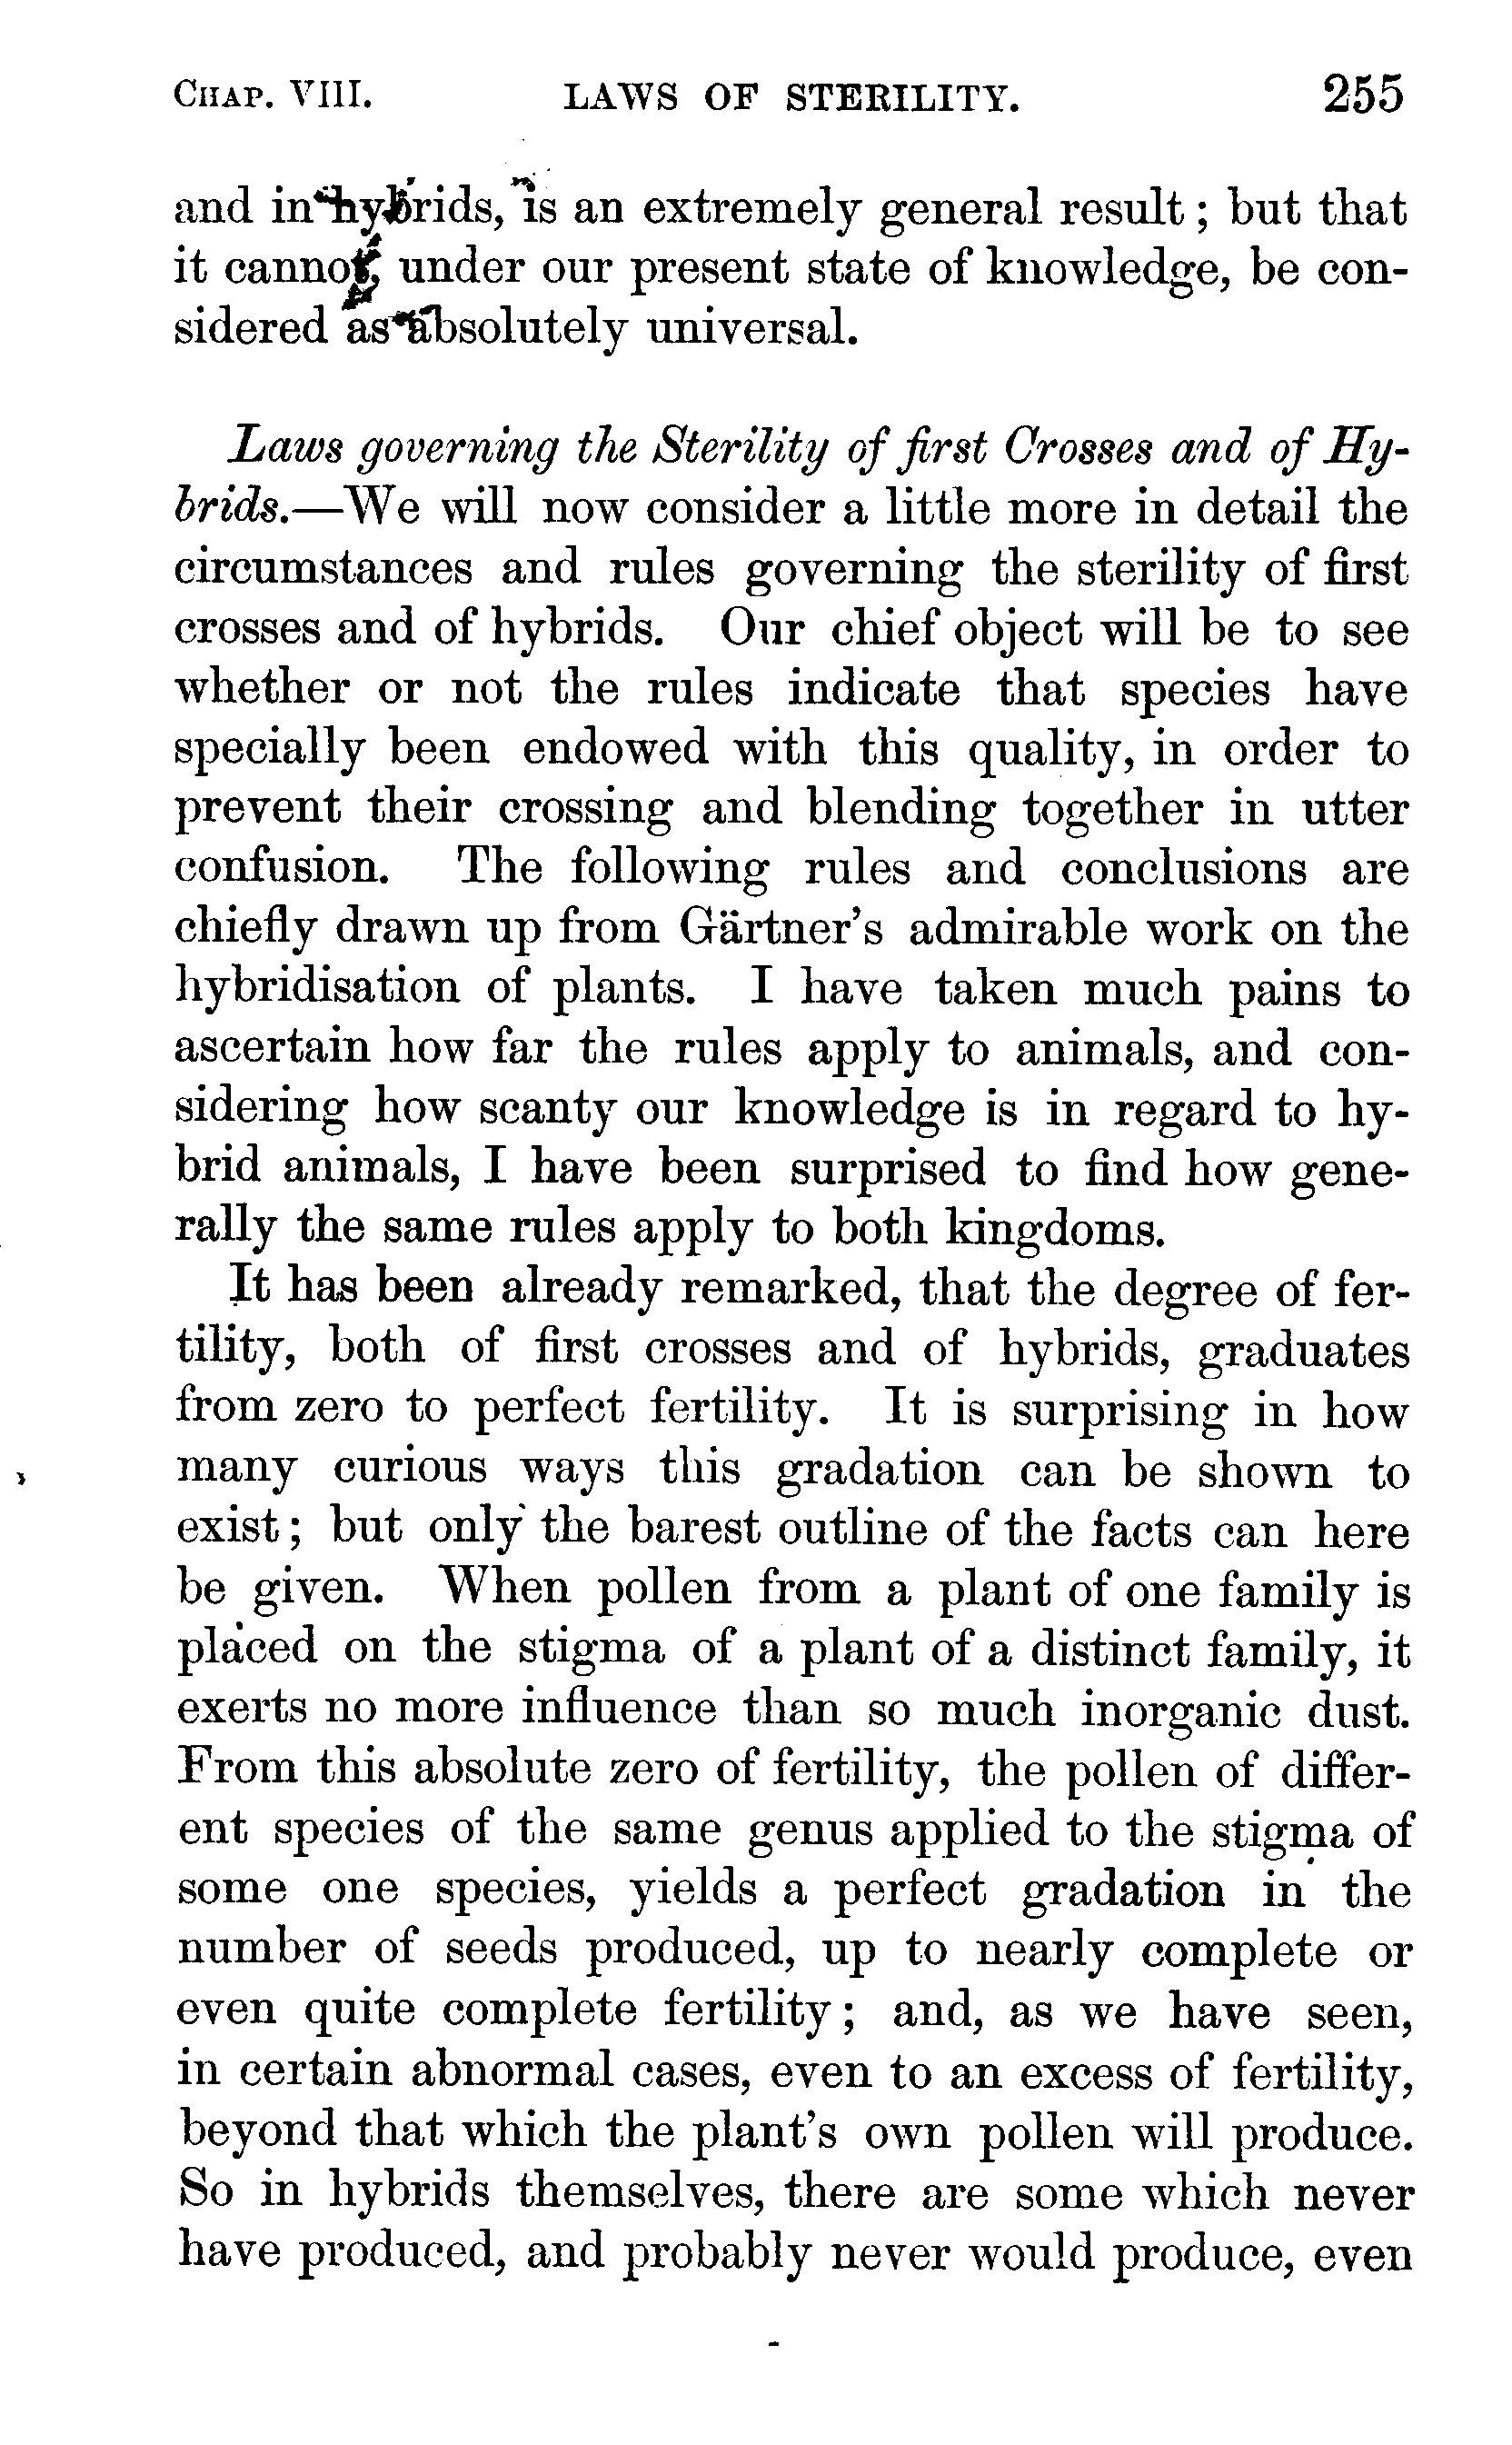 CHAP. VIII. LAWS OF STERILITY. 255
and in hybrids, is an extremely general result; but that
it cannot, under our present state of knowledge, be con-
sidered as absolutely universal.
Laws governing the Sterility of first Crosses and of Hy-
brids.—We will now consider a little more in detail the
circumstances and rules governing the sterility of first
crosses and of hybrids. Our chief object will be to see
whether or not the rules indicate that species have
specially been endowed with this quality, in order to
prevent their crossing and blending together in utter
confusion. The following rules and conclusions are
chiefly drawn up from Gärtner's admirable work on the
hybridisation of plants. I have taken much pains to
ascertain how far the rules apply to animals, and con-
sidering how scanty our knowledge is in regard to hy-
brid animals, I have been surprised to find how gene-
rally the same rules apply to both kingdoms.
It has been already remarked, that the degree of fer-
tility, both of first crosses and of hybrids, graduates
from zero to perfect fertility. It is surprising in how
many curious ways this gradation can be shown to
exist; but only the barest outline of the facts can here
be given. When pollen from a plant of one family is
placed on the stigma of a plant of a distinct family, it
exerts no more influence than so much inorganic dust.
From this absolute zero of fertility, the pollen of differ-
ent species of the same genus applied to the stigma of
some one species, yields a perfect gradation in the
number of seeds produced, up to nearly complete or
even quite complete fertility; and, as we have seen,
in certain abnormal cases, even to an excess of fertility,
beyond that which the plant's own pollen will produce.
So in hybrids themselves, there are some which never
have produced, and probably never would produce, even